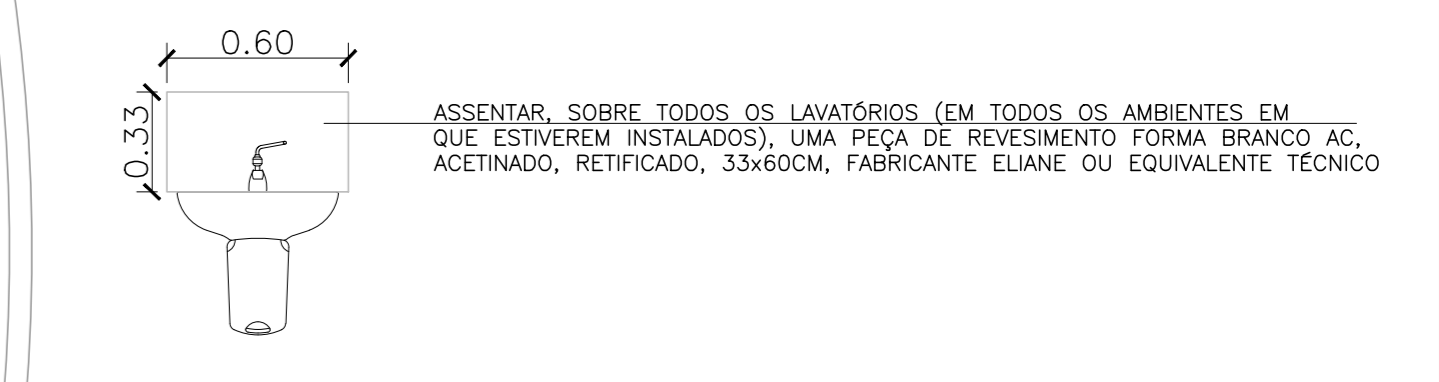 0.60
0.33
ASSENTAR, SOBRE TODOS OS LAVATÓRIOS (EM TODOS OS AMBIENTES EM
QUE ESTIVEREM INSTALADOS), UMA PEÇA DE REVESIMENTO FORMA BRANCO AC,
ACETINADO, RETIFICADO, 33x60CM, FABRICANTE ELIANE OU EQUIVALENTE TÉCNICO